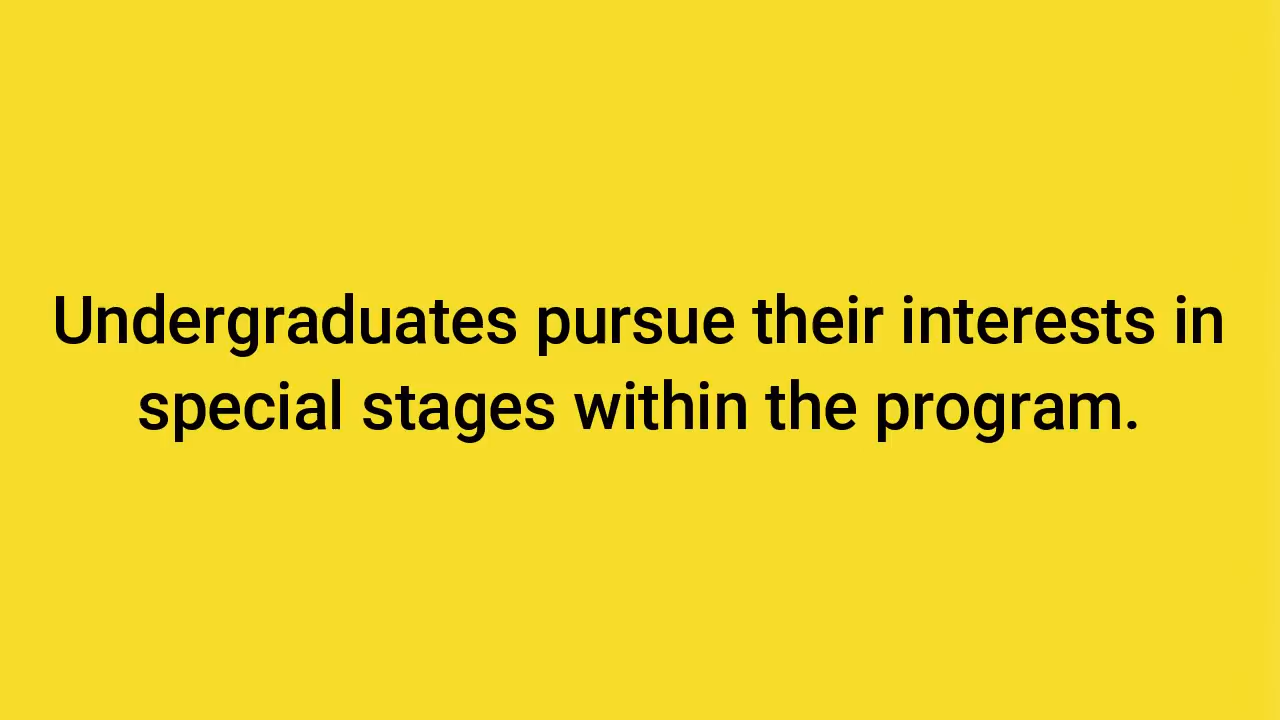 Undergraduates pursue their interests in
special stages within the program.